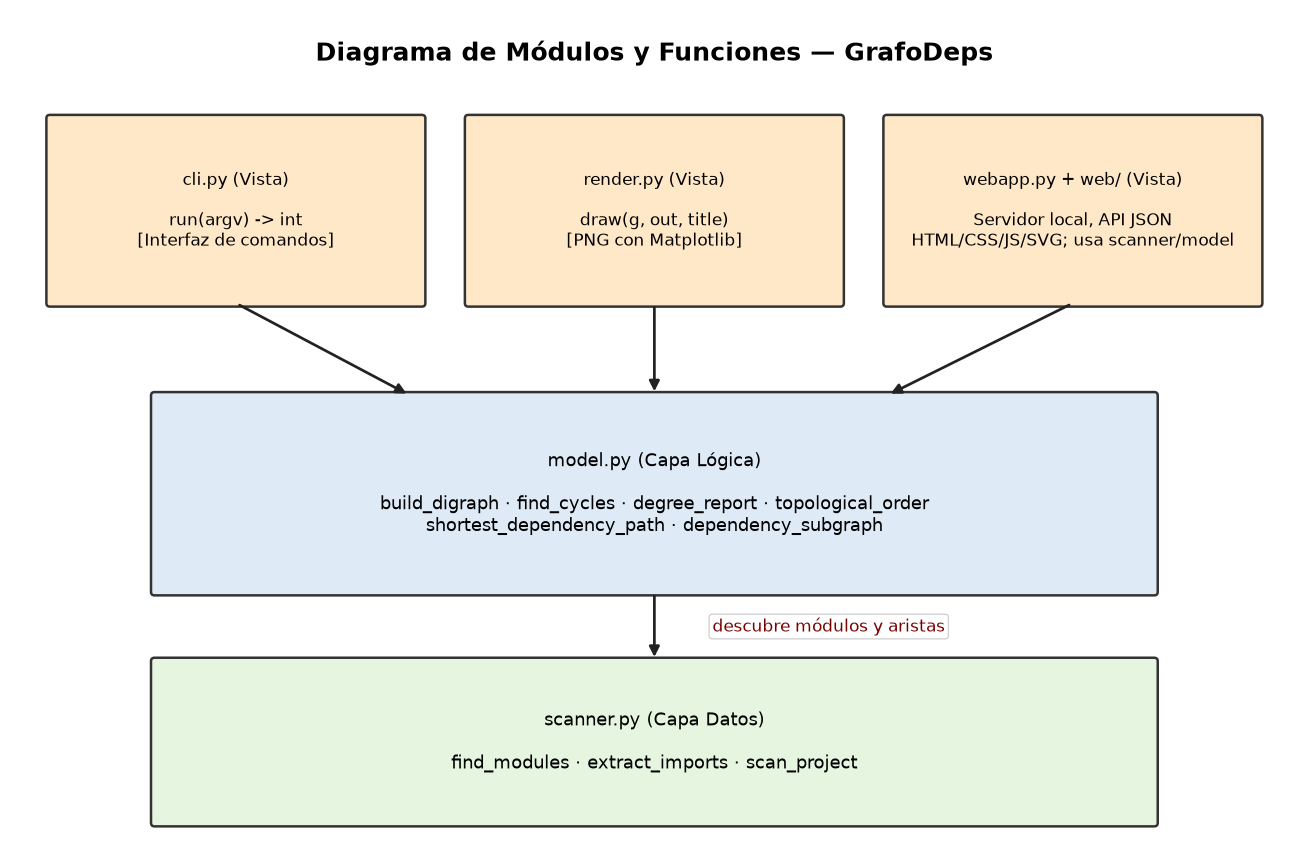 Diagrama de Módulos y Funciones — GrafoDeps
cli.py (Vista)
run(argv) -> int
[Interfaz de comandos]
render.py (Vista)
draw(g, out, title)
[PNG con Matplotlib]
webapp.py + web/ (Vista)
Servidor local, API JSON
HTML/CSS/JS/SVG; usa scanner/model
model.py (Capa Lógica)
build_digraph · find_cycles · degree_report · topological_order
shortest_dependency_path · dependency_subgraph
descubre módulos y aristas
scanner.py (Capa Datos)
find_modules · extract_imports · scan_project